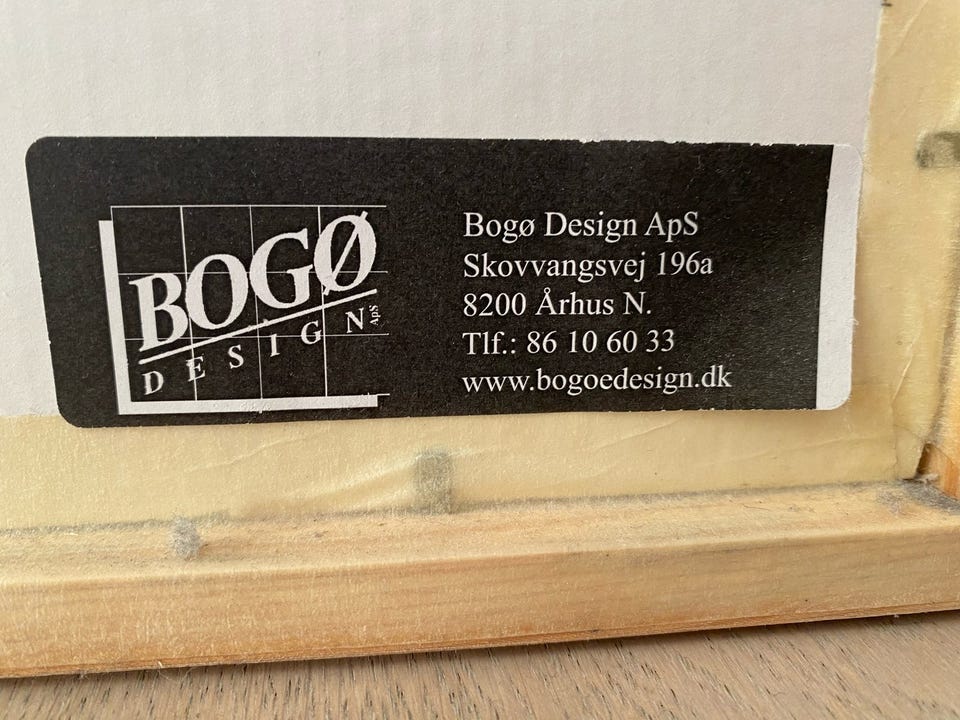 BOGØ
DESIGN ApS
Bogø Design ApS
Skovvangsvej 196a
8200 Århus N.
Tlf.: 86 10 60 33
www.bogoedesign.dk